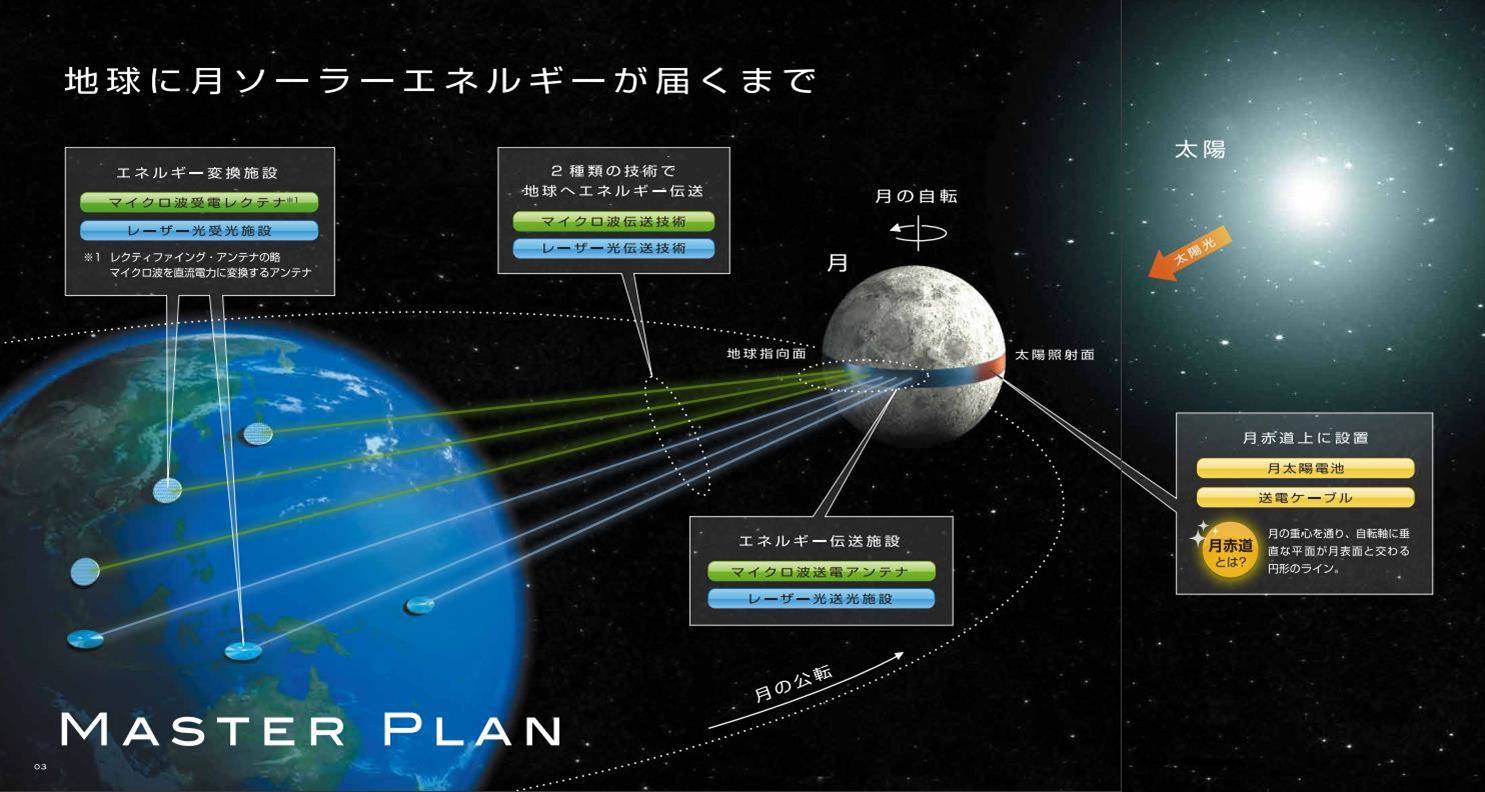 地球に月ソーラーエネルギーが届くまで
エネルギー変換施設
マイクロ波受電レクテナ※1
レーザー光受光施設
※1 レクティファイング・アンテナの略
マイクロ波を直流電力に変換するアンテナ
2種類の技術で
地球へエネルギー伝送
マイクロ波伝送技術
レーザー光伝送技術
月の自転
月
太陽
太陽光
地球指向面
太陽照射面
月赤道上に設置
月太陽電池
送電ケーブル
月赤道
とは?
月の重心を通り、自転軸に垂
直な平面が月表面と交わる
円形のライン。
エネルギー伝送施設
マイクロ波送電アンテナ
レーザー光送光施設
月の公転
MASTER PLAN
03